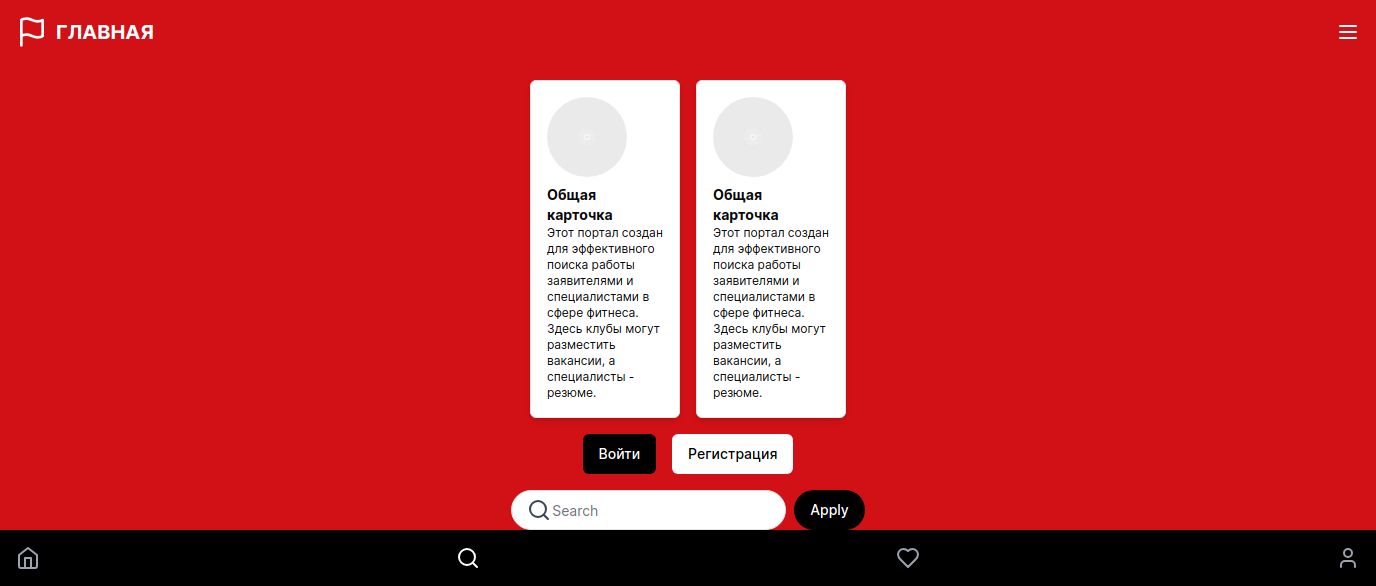 ГЛАВНАЯ
Общая
карточка
Этот портал создан
для эффективного
поиска работы
заявителями и
специалистами в
сфере фитнеса.
Здесь клубы могут
разместить
вакансии, а
специалисты -
резюме.
Общая
карточка
Этот портал создан
для эффективного
поиска работы
заявителями и
специалистами в
сфере фитнеса.
Здесь клубы могут
разместить
вакансии, а
специалисты -
резюме.
Войти
Регистрация
Search
Apply